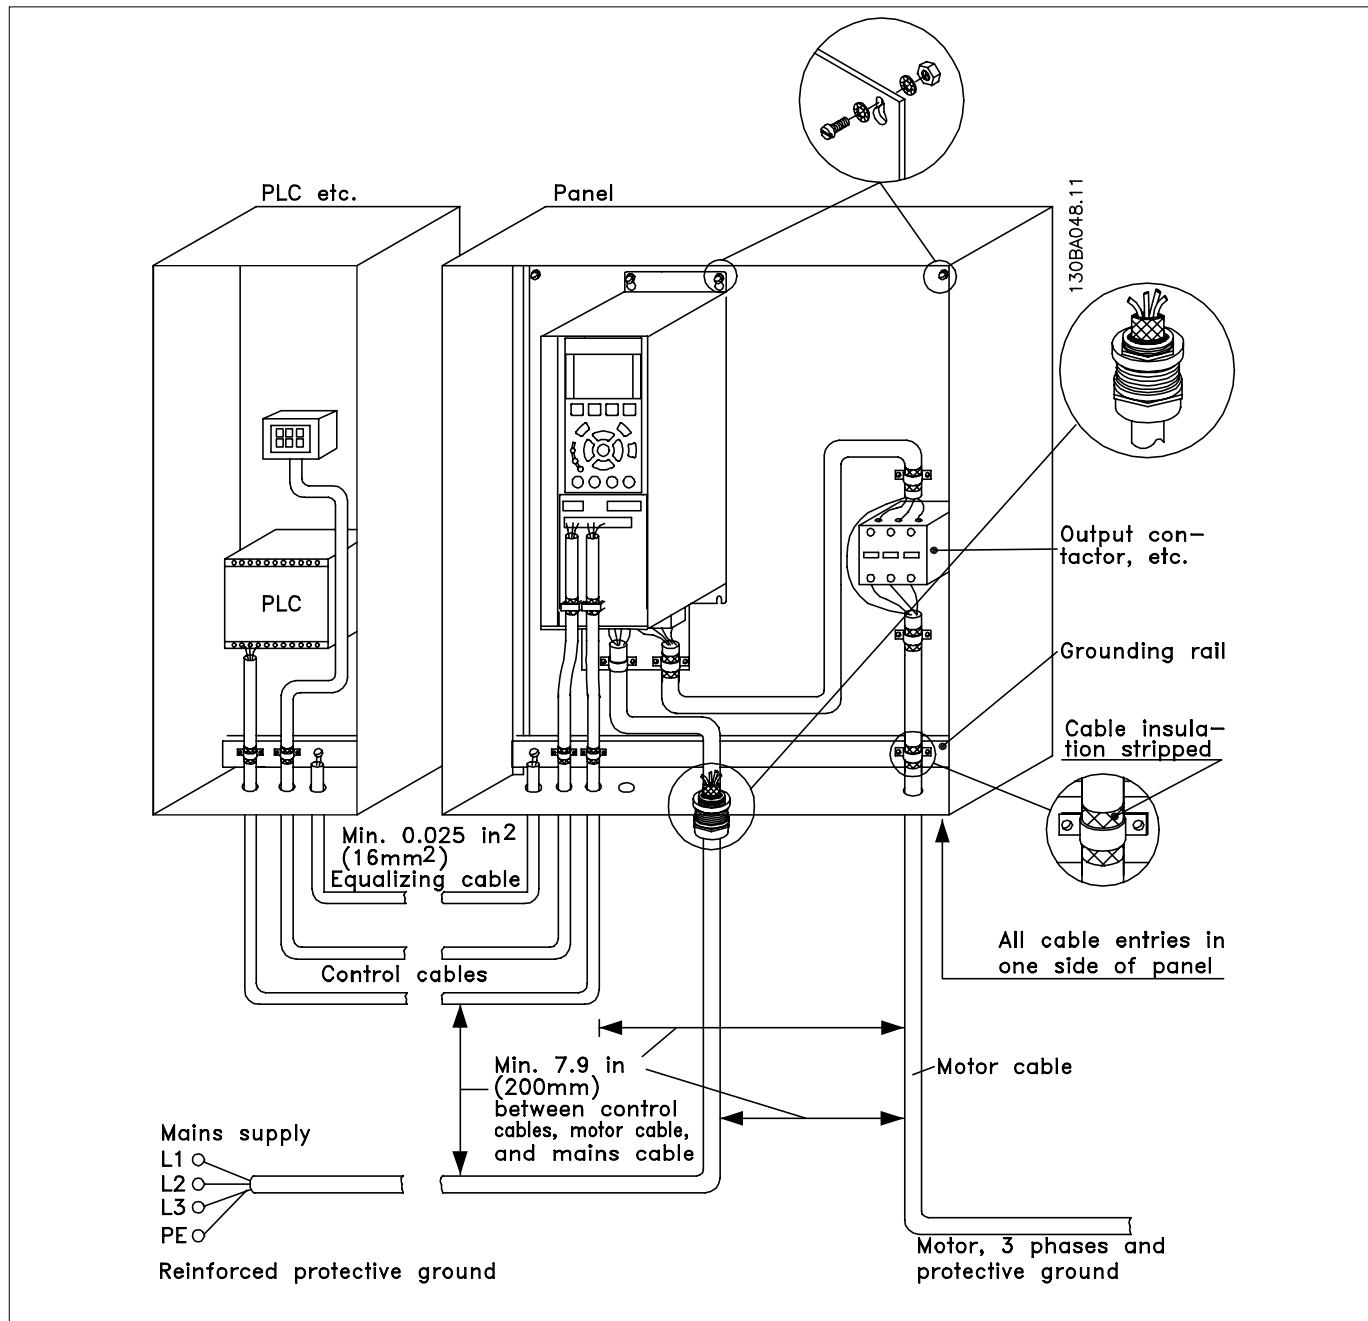 PLC etc.
Panel
130BA048.11
Output con-
tactor, etc.
PLC
Grounding rail
Cable insula-
tion stripped
Min. 0.025 in2
(16mm2)
Equalizing cable
All cable entries in
one side of panel
Control cables
Min. 7.9 in
(200mm)
between control
cables, motor cable,
and mains cable
Motor cable
Mains supply
L1
L2
L3
PE
Reinforced protective ground
Motor, 3 phases and
protective ground